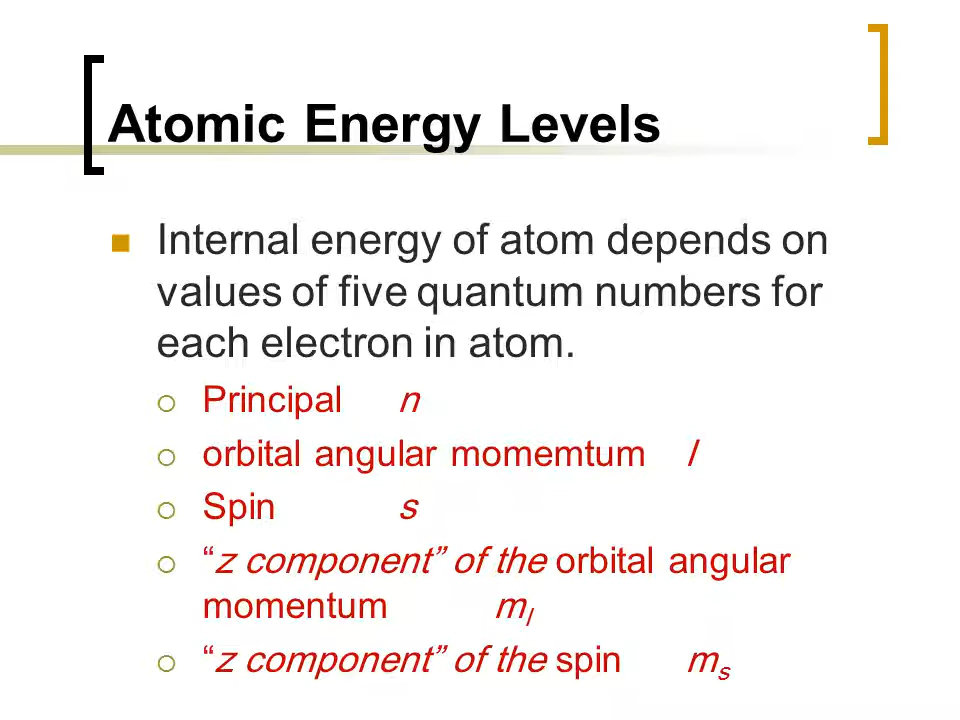 Atomic Energy Levels
Internal energy of atom depends on
values of five quantum numbers for
each electron in atom.
Principal n
orbital angular momemtum l
Spin s
“z component” of the orbital angular
momentum mₗ
“z component” of the spin mₛ